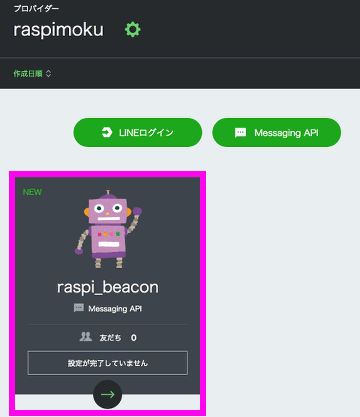 プロバイダー
raspimoku
作成日順
LINEログイン
Messaging API
NEW
raspi_beacon
Messaging API
友だち 0
設定が完了していません